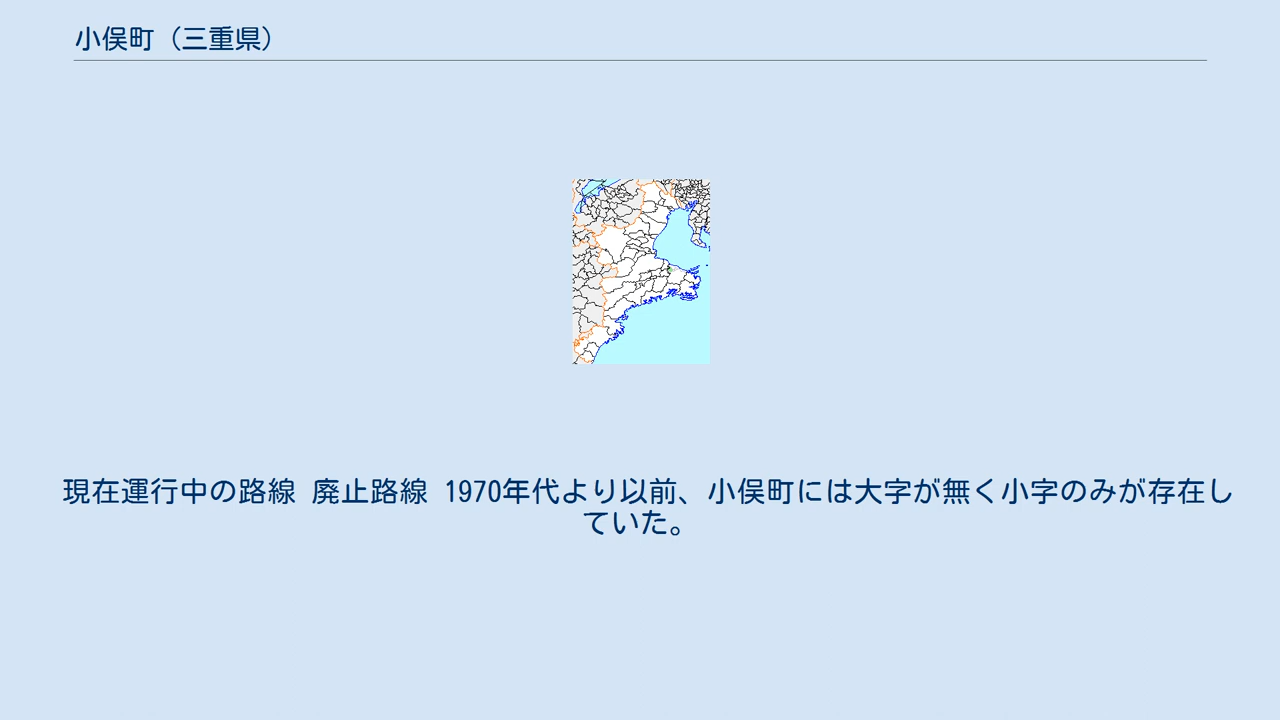 小俣町（三重県）
現在運行中の路線 廃止路線 1970年代より以前、小俣町には大字が無く小字のみが存在し
ていた。